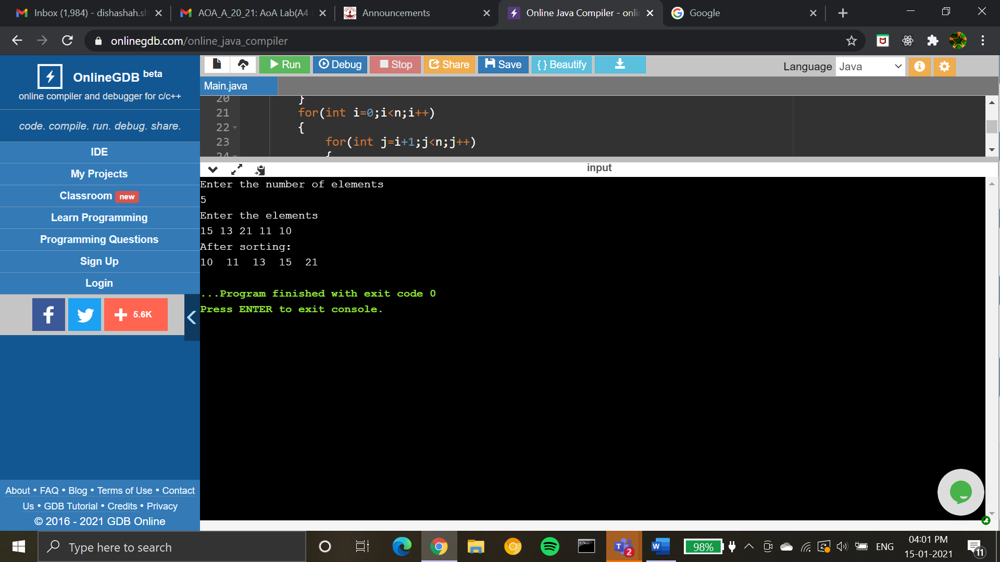 Inbox (1,984) - dishashah.sh
AOA_A_20_21: AoA Lab(A4
Announcements
Online Java Compiler - onli
Google
onlinegdb.com/online_java_compiler
OnlineGDB beta
online compiler and debugger for c/c++
code. compile. run. debug. share.
IDE
My Projects
Classroom new
Learn Programming
Programming Questions
Sign Up
Login
5.6K
About • FAQ • Blog • Terms of Use • Contact
Us • GDB Tutorial • Credits • Privacy
© 2016 - 2021 GDB Online
Run Debug Stop Share Save { } Beautify
Language Java
Main.java
20 }
21 for(int i=0;i<n;i++)
22 {
23 for(int j=i+1;j<n;j++)
24 {
input
Enter the number of elements
5
Enter the elements
15 13 21 11 10
After sorting:
10 11 13 15 21
...Program finished with exit code 0
Press ENTER to exit console.
Type here to search
2
98%
ENG
04:01 PM
15-01-2021
11